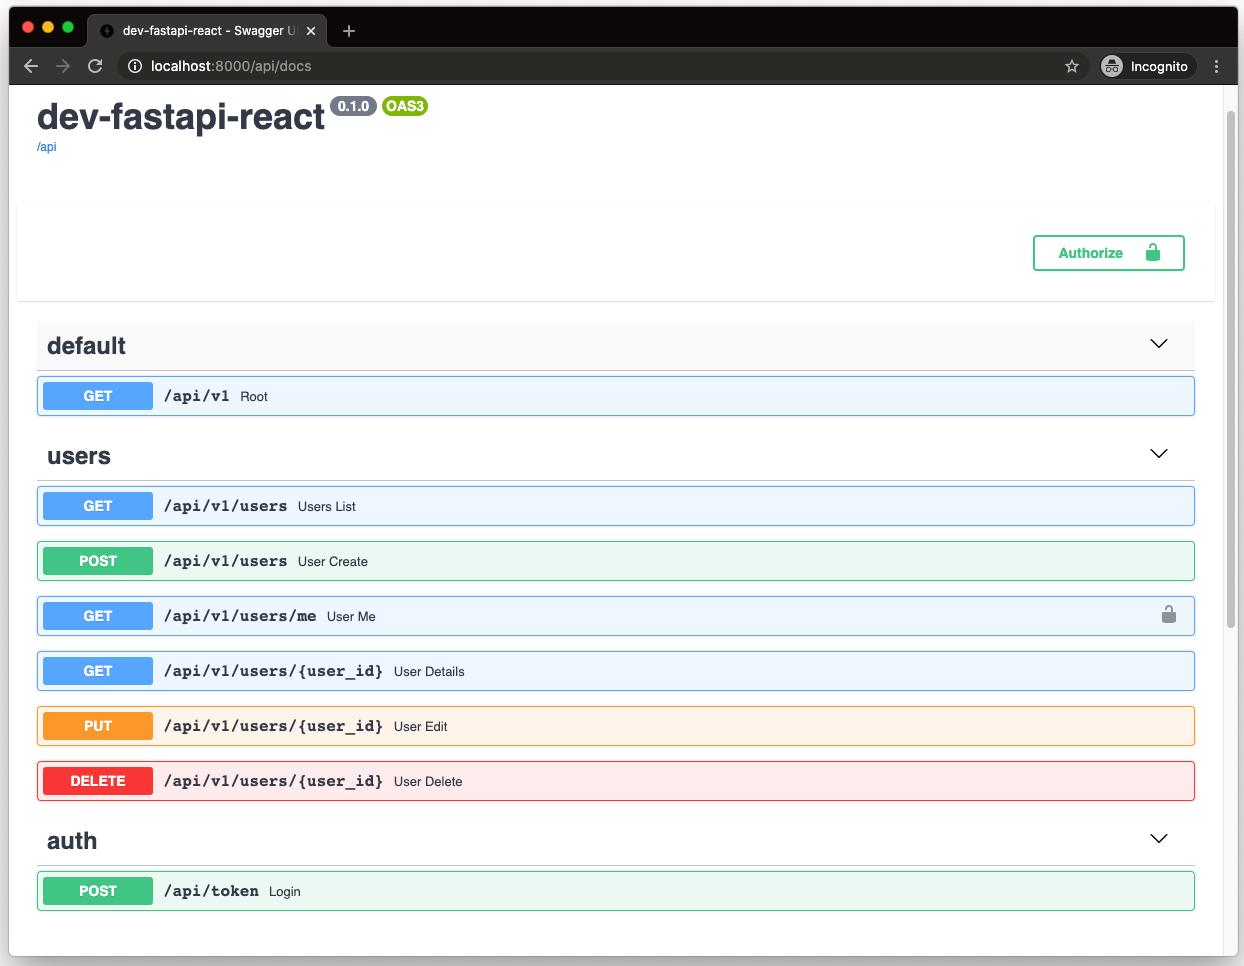 dev-fastapi-react - Swagger U
localhost:8000/api/docs
Incognito
dev-fastapi-react 0.1.0 OAS3
/api
Authorize
default
GET /api/v1 Root
users
GET /api/v1/users Users List
POST /api/v1/users User Create
GET /api/v1/users/me User Me
GET /api/v1/users/{user_id} User Details
PUT /api/v1/users/{user_id} User Edit
DELETE /api/v1/users/{user_id} User Delete
auth
POST /api/token Login